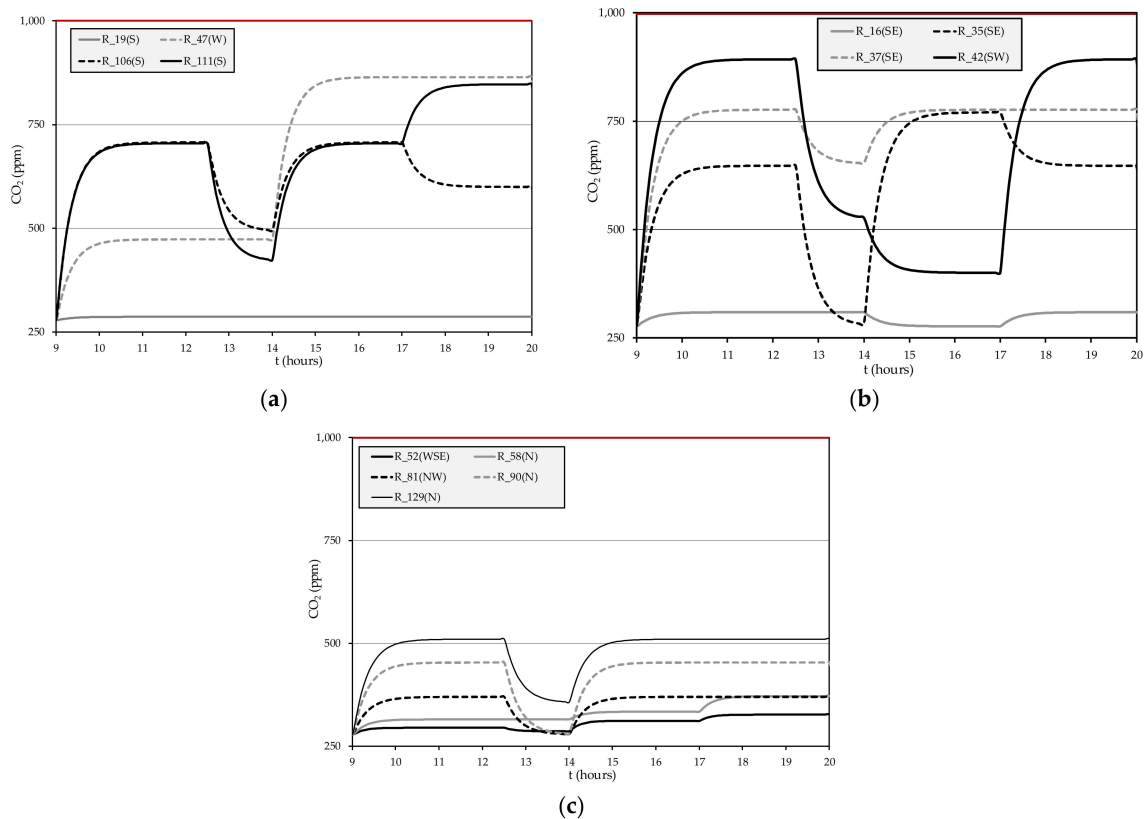 1,000
R_19(S) R_47(W)
R_106(S) R_111(S)
750
CO2 (ppm)
500
250
9 10 11 12 13 14 15 16 17 18 19 20
t (hours)
(a)
1,000
R_16(SE) R_35(SE)
R_37(SE) R_42(SW)
750
CO2 (ppm)
500
250
9 10 11 12 13 14 15 16 17 18 19 20
t (hours)
(b)
1,000
R_52(WSE) R_58(N)
R_81(NW) R_90(N)
R_129(N)
750
CO2 (ppm)
500
250
9 10 11 12 13 14 15 16 17 18 19 20
t (hours)
(c)